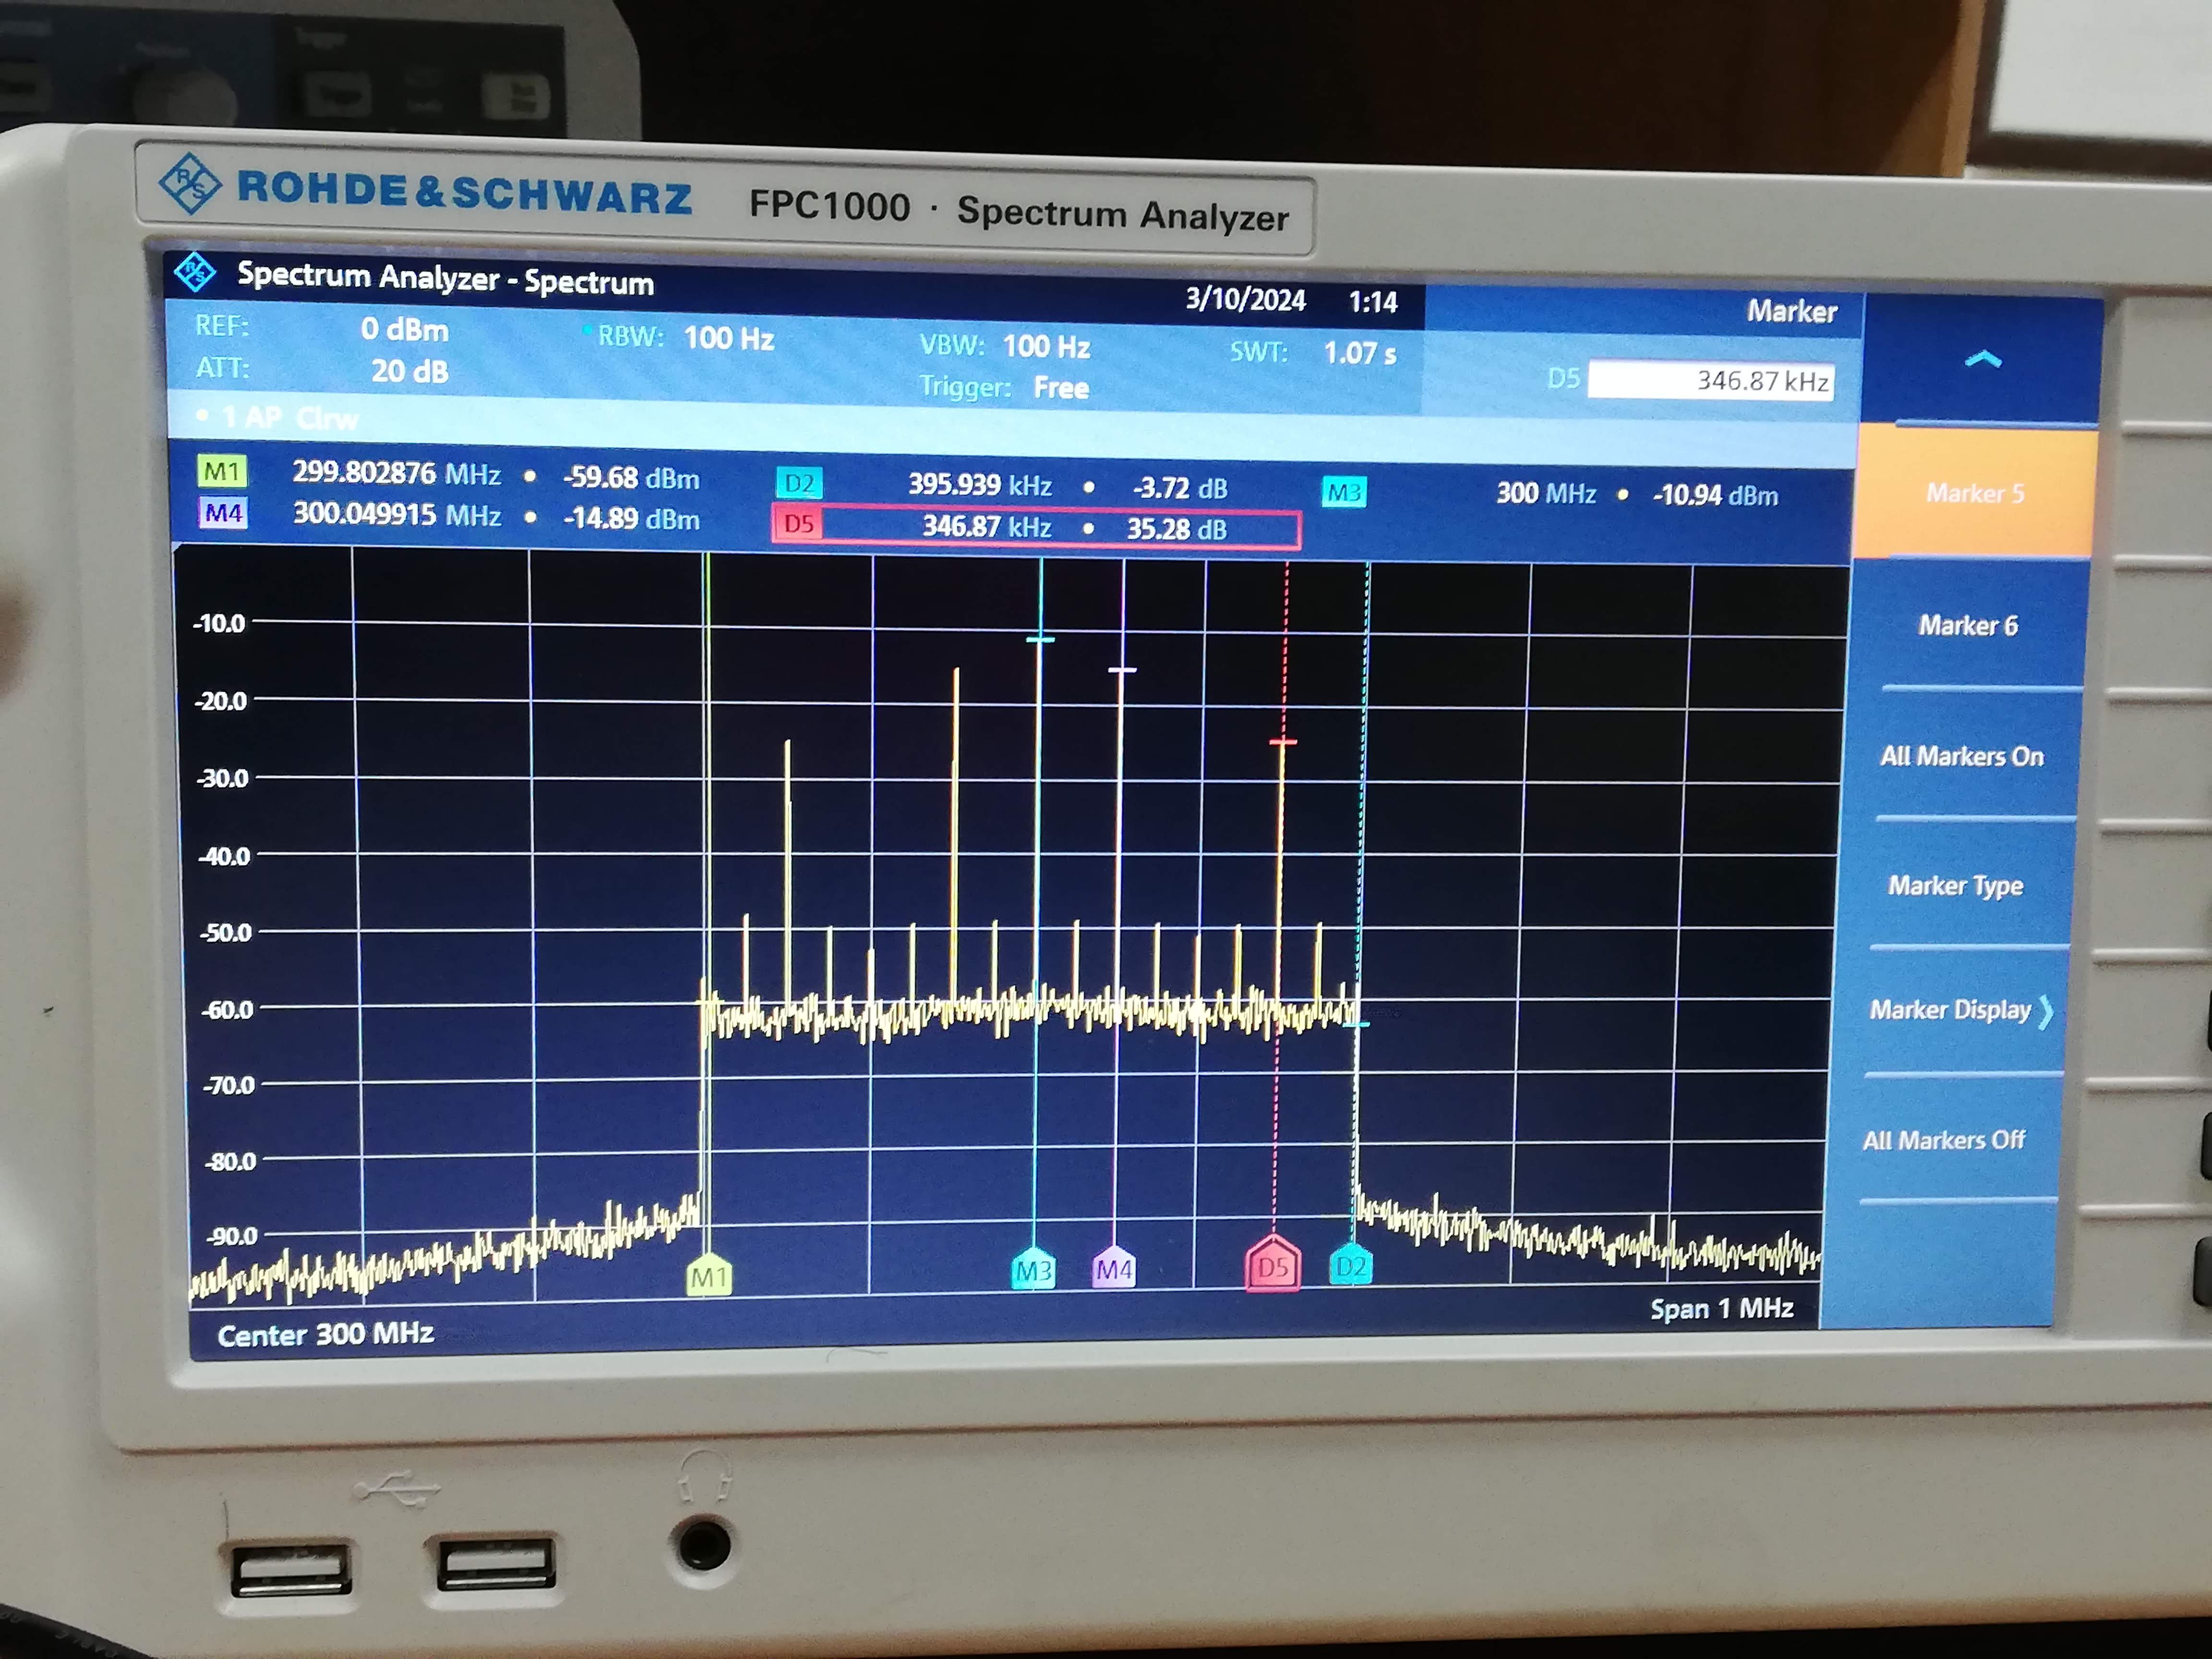 ROHDE&SCHWARZ FPC1000 · Spectrum Analyzer
Spectrum Analyzer - Spectrum 3/10/2024 1:14 Marker
REF: 0 dBm RBW: 100 Hz VBW: 100 Hz SWT: 1.07 s
ATT: 20 dB Trigger: Free D5 346.87 kHz
1 AP Clrw
M1 299.802876 MHz • -59.68 dBm D2 395.939 kHz • -3.72 dB M3 300 MHz • -10.94 dBm
M4 300.049915 MHz • -14.89 dBm D5 346.87 kHz • 35.28 dB
Marker 5
Marker 6
All Markers On
Marker Type
Marker Display
All Markers Off
-10.0
-20.0
-30.0
-40.0
-50.0
-60.0
-70.0
-80.0
-90.0
M1 M3 M4 D5 D2
Center 300 MHz Span 1 MHz